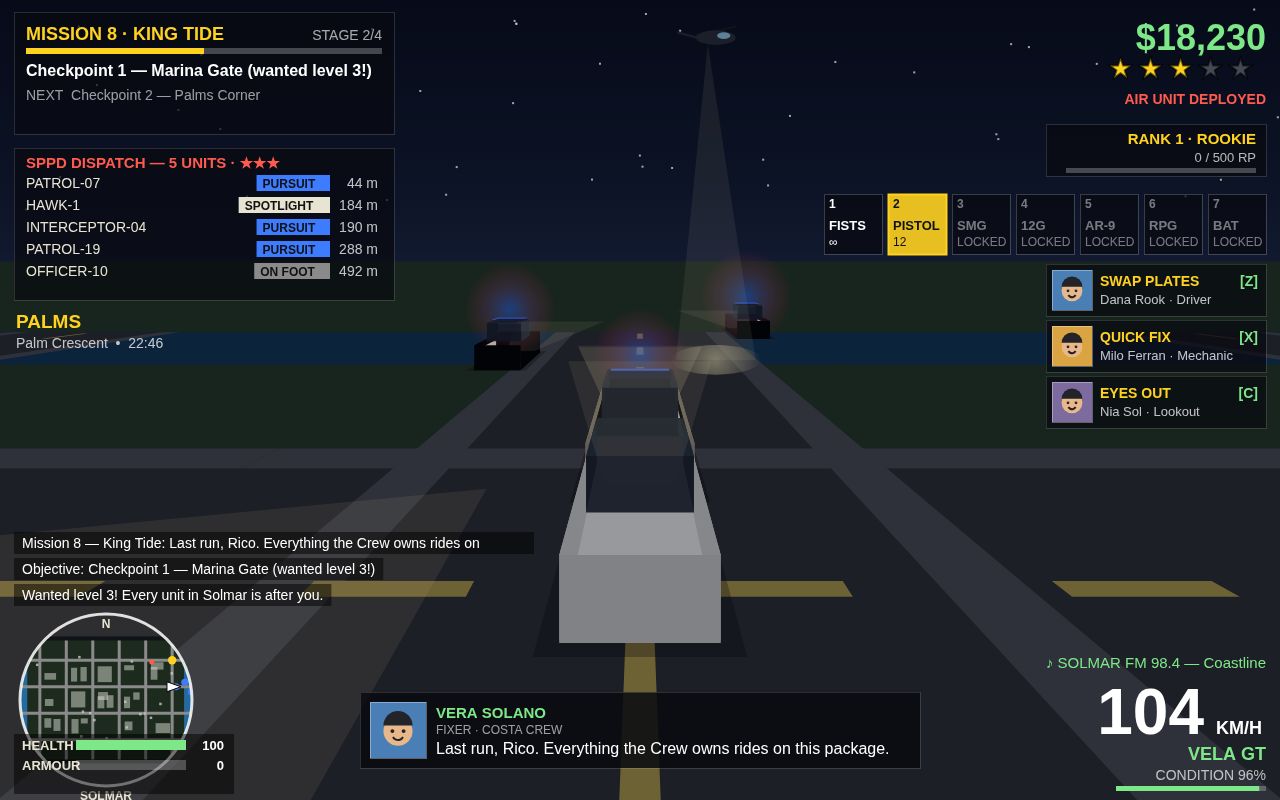 MISSION 8 · KING TIDE STAGE 2/4
Checkpoint 1 — Marina Gate (wanted level 3!)
NEXT Checkpoint 2 — Palms Corner
SPPD DISPATCH — 5 UNITS · ★★★
PATROL-07 PURSUIT 44 m
HAWK-1 SPOTLIGHT 184 m
INTERCEPTOR-04 PURSUIT 190 m
PATROL-19 PURSUIT 288 m
OFFICER-10 ON FOOT 492 m
PALMS
Palm Crescent • 22:46
$18,230
★ ★ ★ ★ ★
AIR UNIT DEPLOYED
RANK 1 · ROOKIE
0 / 500 RP
1 2 3 4 5 6 7
FISTS PISTOL SMG 12G AR-9 RPG BAT
∞ 12 LOCKED LOCKED LOCKED LOCKED LOCKED
SWAP PLATES [Z]
Dana Rook · Driver
QUICK FIX [X]
Milo Ferran · Mechanic
EYES OUT [C]
Nia Sol · Lookout
Mission 8 — King Tide: Last run, Rico. Everything the Crew owns rides on
Objective: Checkpoint 1 — Marina Gate (wanted level 3!)
Wanted level 3! Every unit in Solmar is after you.
N
HEALTH 100
ARMOUR 0
SOLMAR
VERA SOLANO
FIXER · COSTA CREW
Last run, Rico. Everything the Crew owns rides on this package.
♪ SOLMAR FM 98.4 — Coastline
104 KM/H
VELA GT
CONDITION 96%